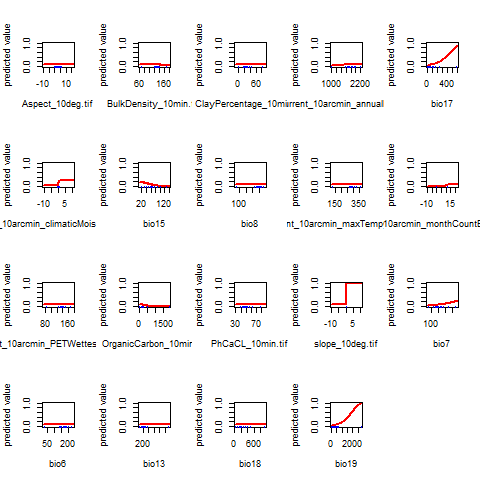 predicted value predicted value predicted value predicted value predicted value
0.0 1.0 0.0 1.0 0.0 1.0 0.0 1.0 0.0 1.0
-10 10 60 160 0 60 1000 2200 0 400
Aspect_10deg.tif BulkDensity_10min. ClayPercentage_10min rrent_10arcmin_annual bio17
predicted value predicted value predicted value predicted value predicted value
0.0 1.0 0.0 1.0 0.0 1.0 0.0 1.0 0.0 1.0
-10 5 20 120 100 150 350 -10 15
_10arcmin_climaticMois bio15 bio8 nt_10arcmin_maxTemp 10arcmin_monthCountB
predicted value predicted value predicted value predicted value predicted value
0.0 1.0 0.0 1.0 0.0 1.0 0.0 1.0 0.0 1.0
80 160 0 1500 30 70 -10 5 100
t_10arcmin_PETWettes OrganicCarbon_10min PhCaCL_10min.tif slope_10deg.tif bio7
predicted value predicted value predicted value predicted value
0.0 1.0 0.0 1.0 0.0 1.0 0.0 1.0
50 200 200 0 600 0 2000
bio6 bio13 bio18 bio19